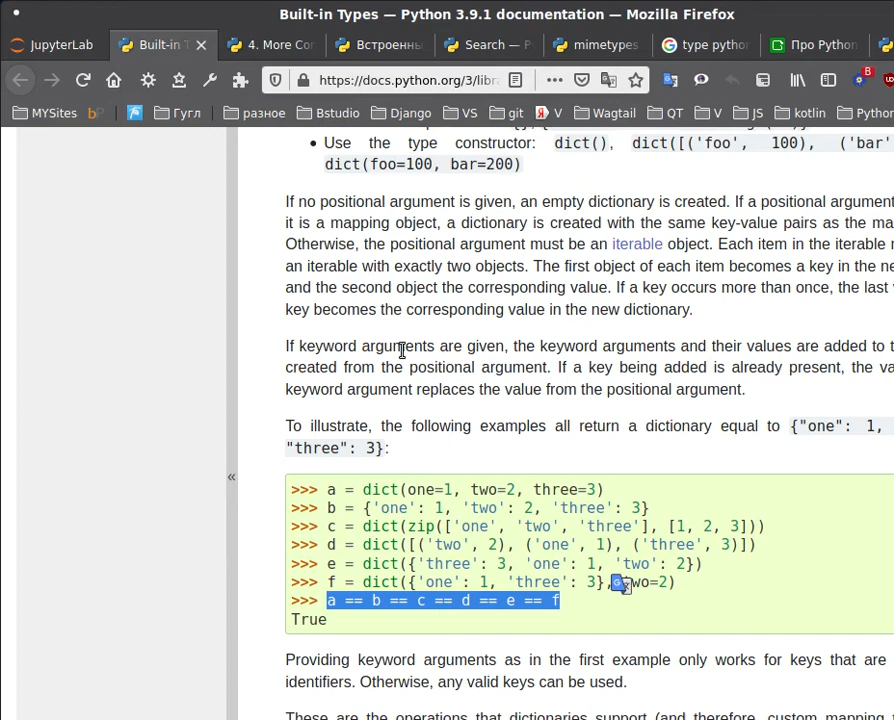 Built-in Types — Python 3.9.1 documentation — Mozilla Firefox
JupyterLab Built-in T 4. More Co Встроенны Search — P mimetypes type pytho Про Python
https://docs.python.org/3/libr
MYSites Гугл разное Bstudio Django VS git V Wagtail QT V JS kotlin Python
Use the type constructor: dict(), dict([('foo', 100), ('bar'
dict(foo=100, bar=200)
If no positional argument is given, an empty dictionary is created. If a positional argument
it is a mapping object, a dictionary is created with the same key-value pairs as the ma
Otherwise, the positional argument must be an iterable object. Each item in the iterable
an iterable with exactly two objects. The first object of each item becomes a key in the ne
and the second object the corresponding value. If a key occurs more than once, the last
key becomes the corresponding value in the new dictionary.
If keyword arguments are given, the keyword arguments and their values are added to t
created from the positional argument. If a key being added is already present, the va
keyword argument replaces the value from the positional argument.
To illustrate, the following examples all return a dictionary equal to {"one": 1,
"three": 3}:
«
>>> a = dict(one=1, two=2, three=3)
>>> b = {'one': 1, 'two': 2, 'three': 3}
>>> c = dict(zip(['one', 'two', 'three'], [1, 2, 3]))
>>> d = dict([('two', 2), ('one', 1), ('three', 3)])
>>> e = dict({'three': 3, 'one': 1, 'two': 2})
>>> f = dict({'one': 1, 'three': 3}, two=2)
>>> a == b == c == d == e == f
True
Providing keyword arguments as in the first example only works for keys that are
identifiers. Otherwise, any valid keys can be used.
These are the operations that dictionaries support (and therefore, custom mapping